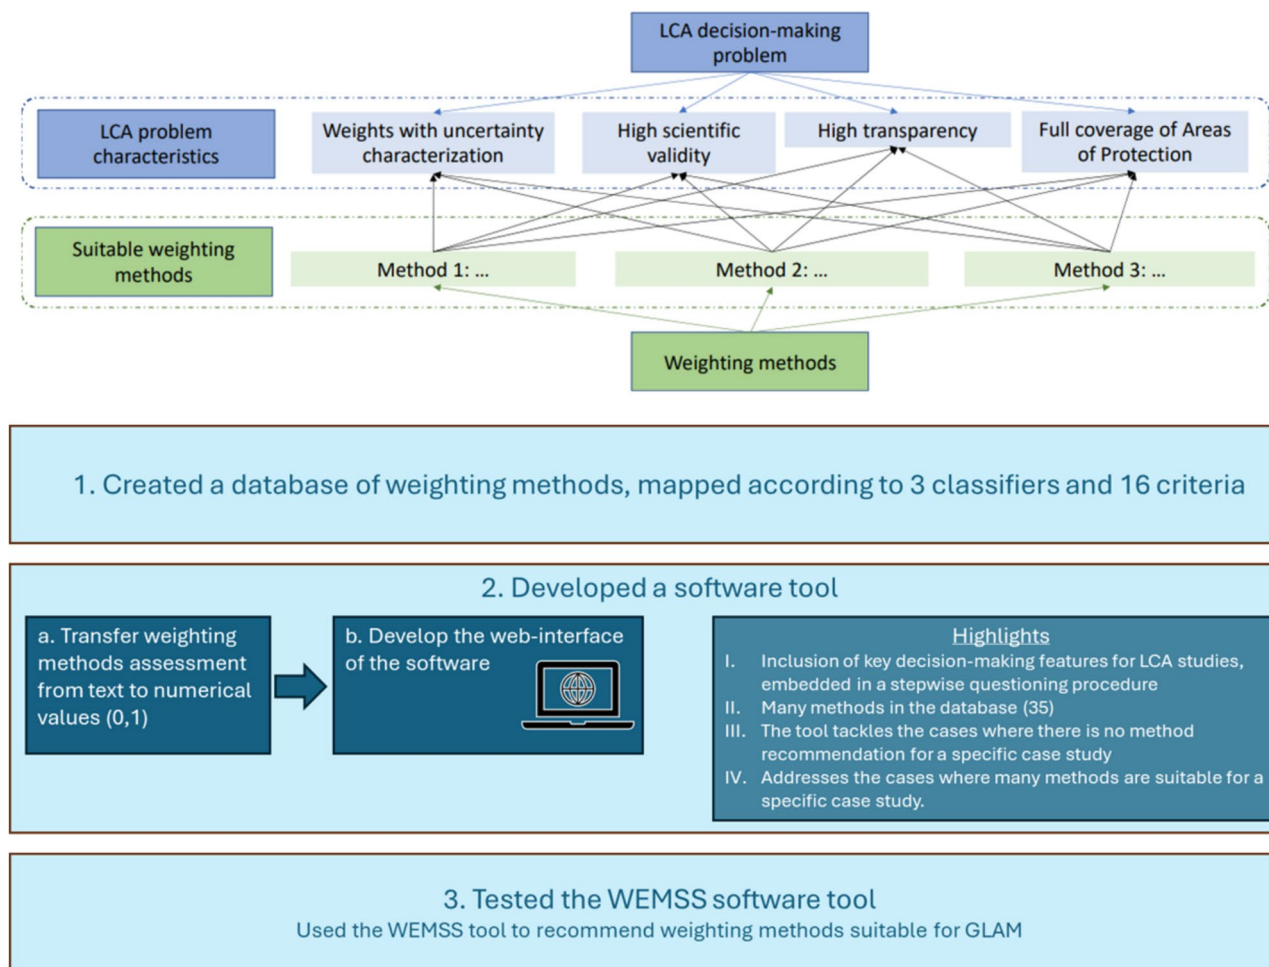 LCA decision-making
problem
LCA problem
characteristics
Weights with uncertainty
characterization
High scientific
validity
High transparency
Full coverage of Areas
of Protection
Suitable weighting
methods
Method 1: ...
Method 2: ...
Method 3: ...
Weighting methods
1. Created a database of weighting methods, mapped according to 3 classifiers and 16 criteria
2. Developed a software tool
a. Transfer weighting
methods assessment
from text to numerical
values (0,1)
b. Develop the web-interface
of the software
Highlights
I. Inclusion of key decision-making features for LCA studies,
embedded in a stepwise questioning procedure
II. Many methods in the database (35)
III. The tool tackles the cases where there is no method
recommendation for a specific case study
IV. Addresses the cases where many methods are suitable for a
specific case study.
3. Tested the WEMSS software tool
Used the WEMSS tool to recommend weighting methods suitable for GLAM